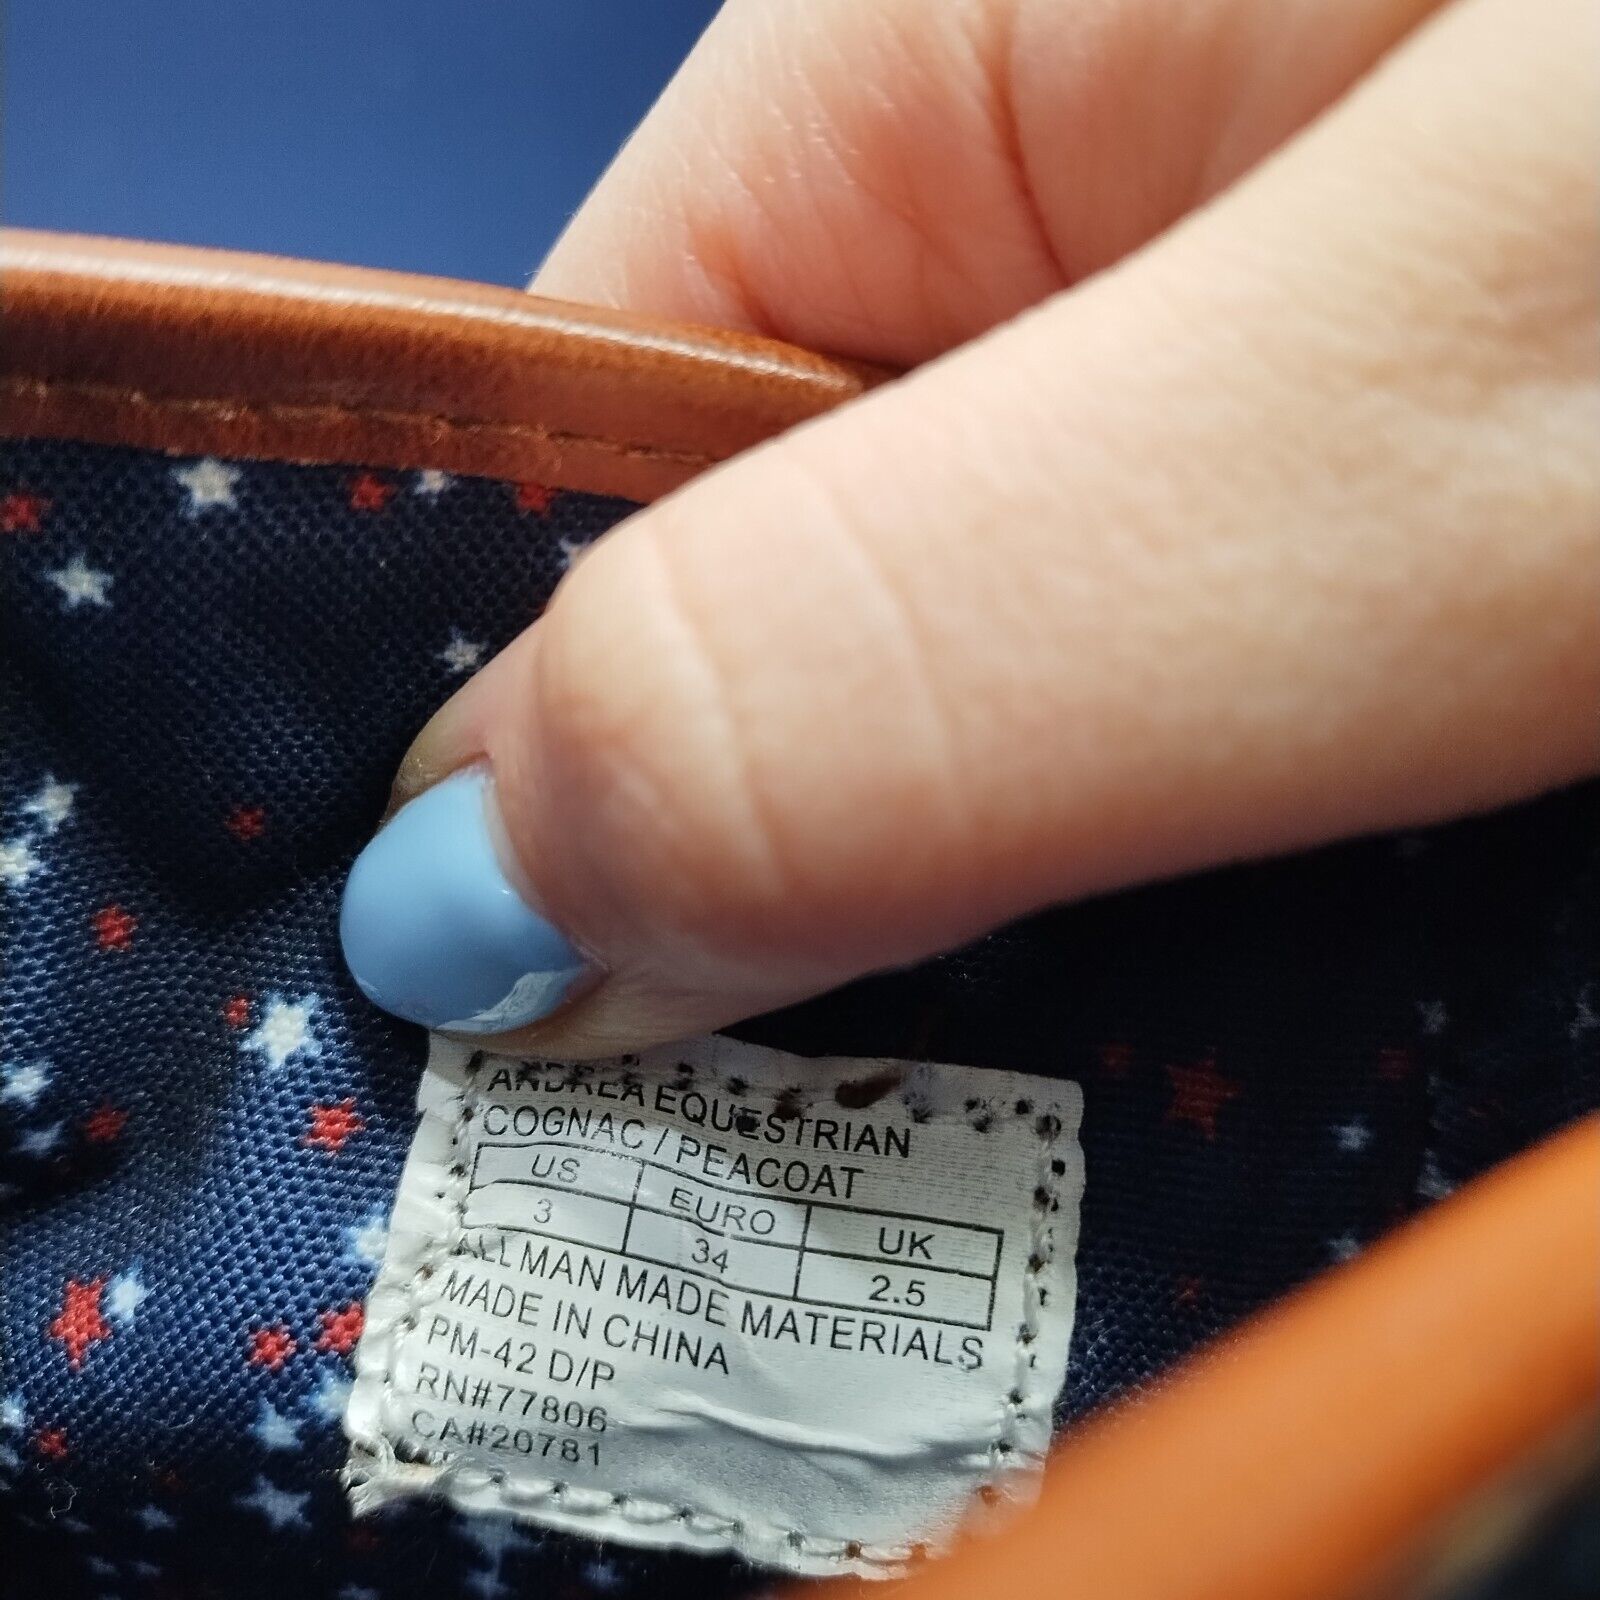 ANDREA EQUESTRIAN
COGNAC / PEACOAT
US EURO UK
3 34 2.5
ALL MAN MADE MATERIALS
MADE IN CHINA
PM-42 D/P
RN#77806
CA#20781